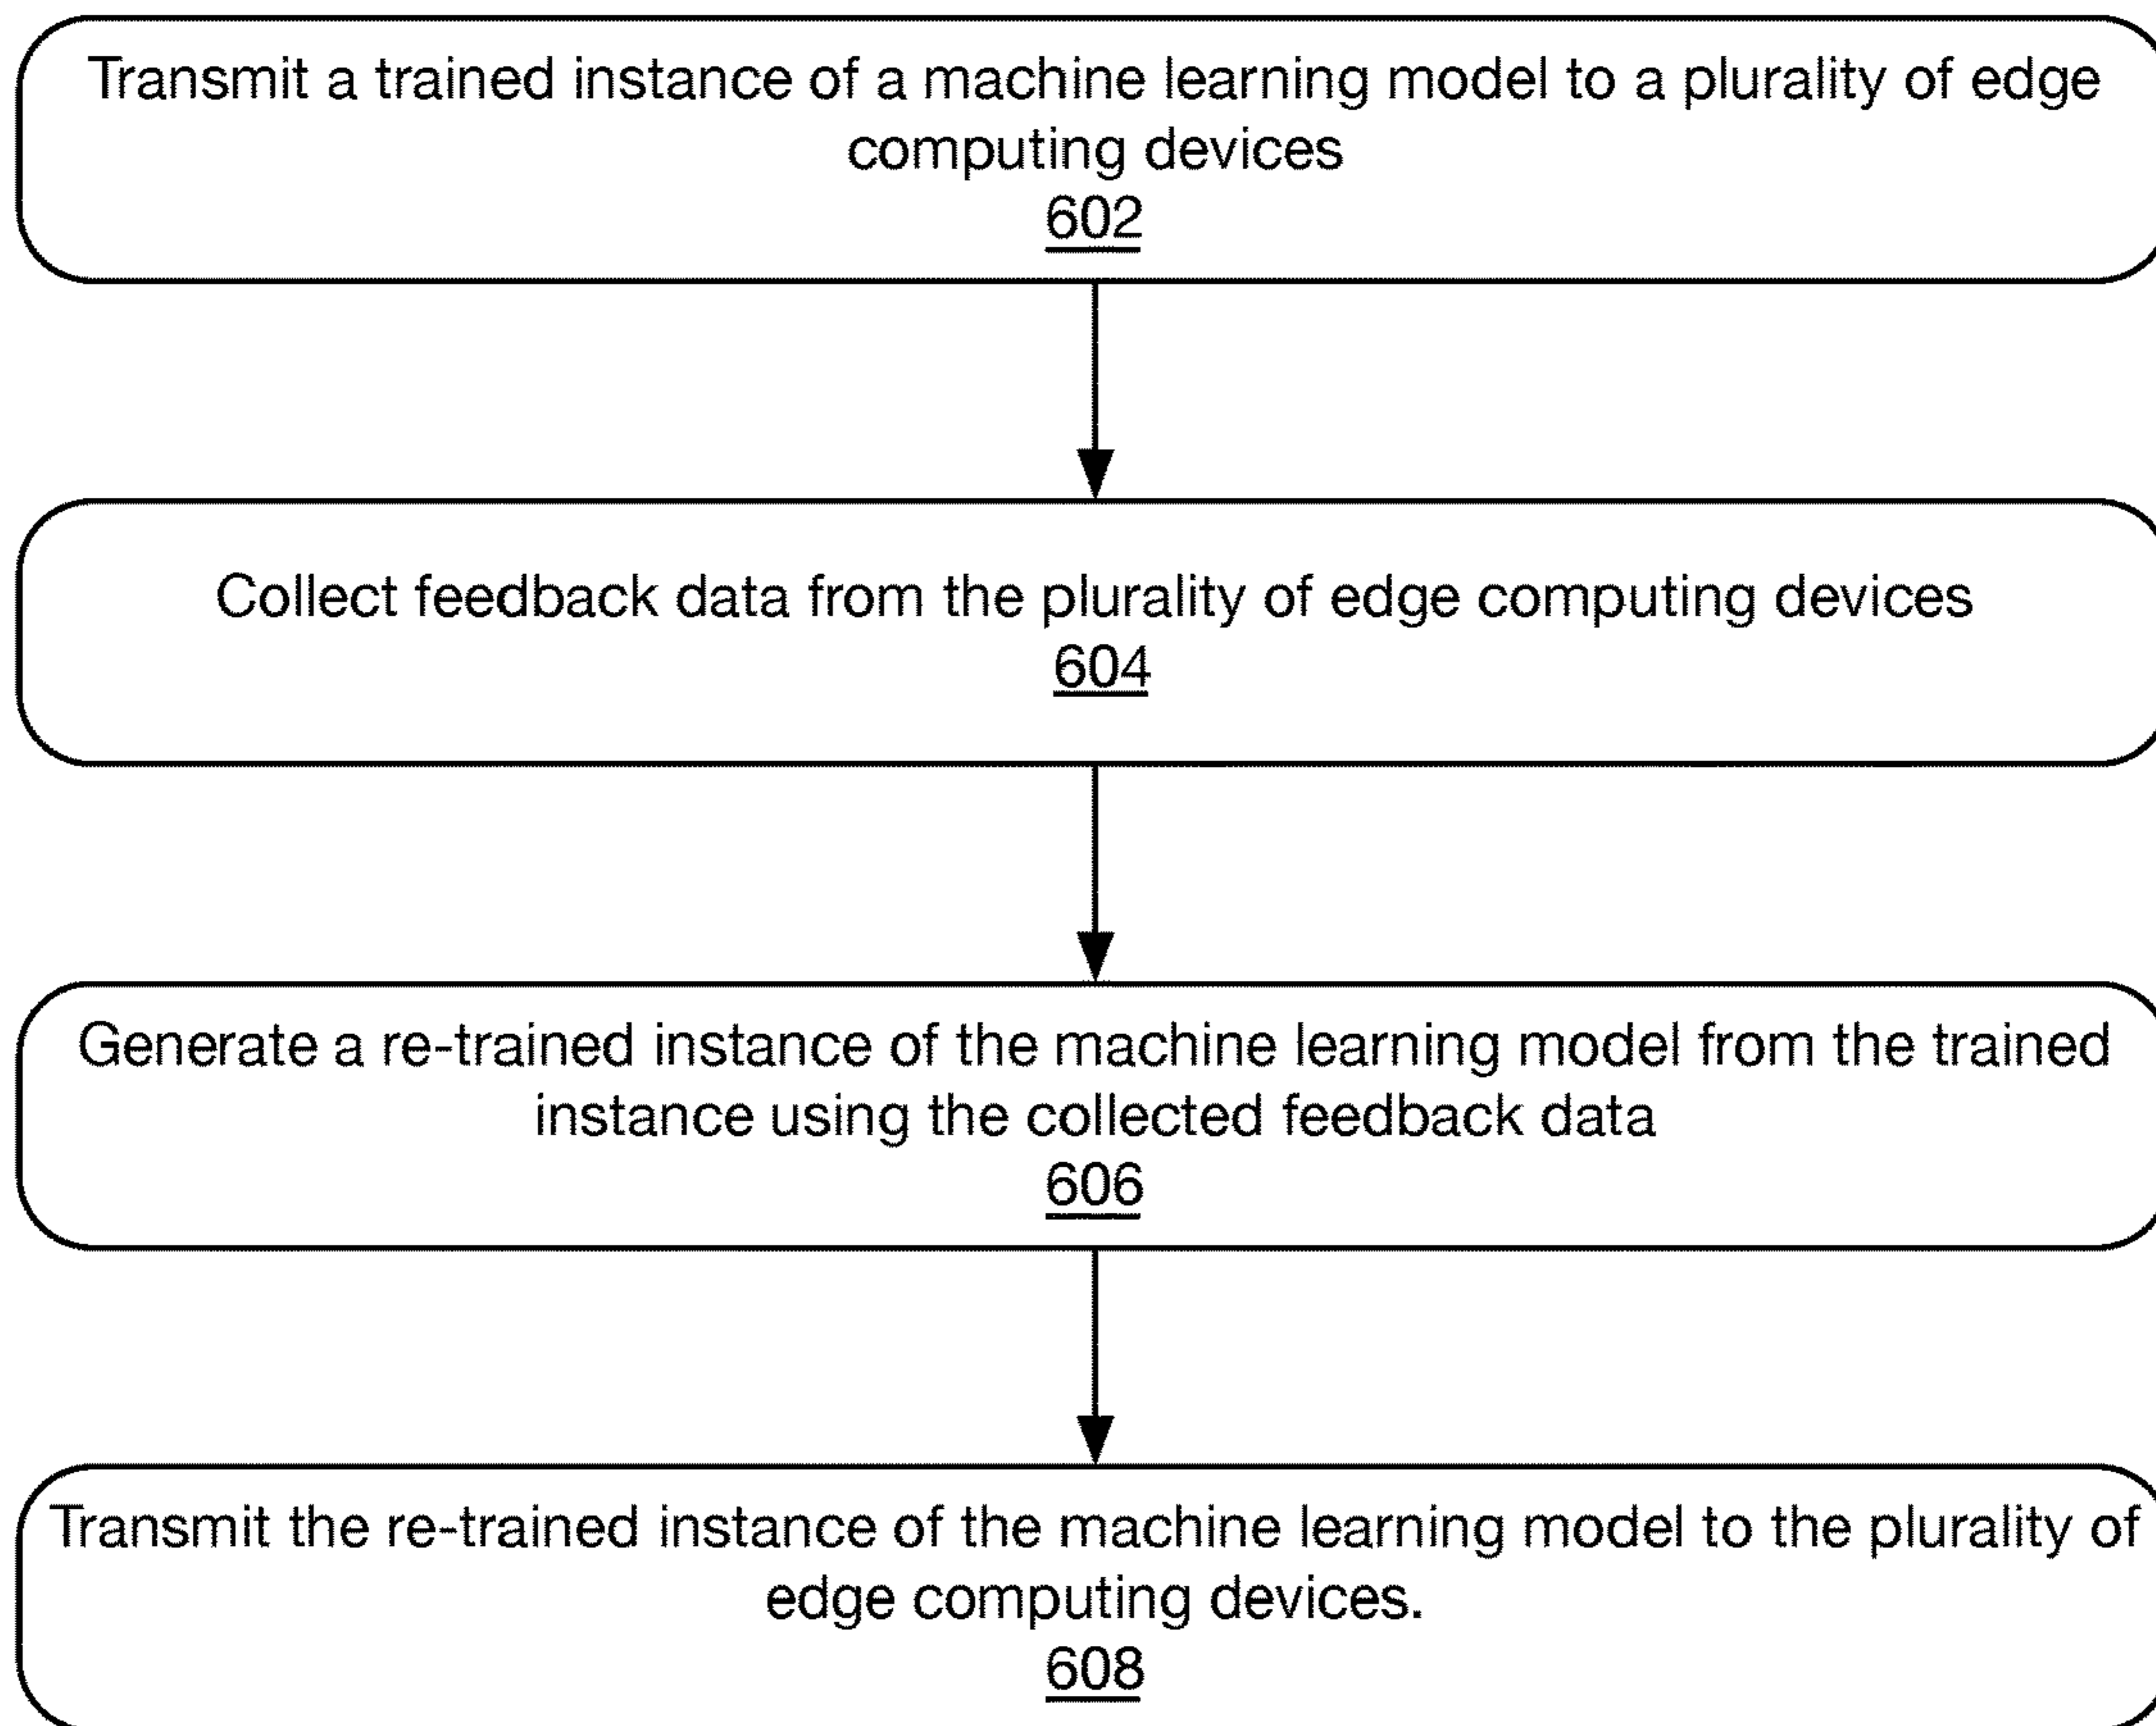 Transmit a trained instance of a machine learning model to a plurality of edge
computing devices
602
Collect feedback data from the plurality of edge computing devices
604
Generate a re-trained instance of the machine learning model from the trained
instance using the collected feedback data
606
Transmit the re-trained instance of the machine learning model to the plurality of
edge computing devices.
608